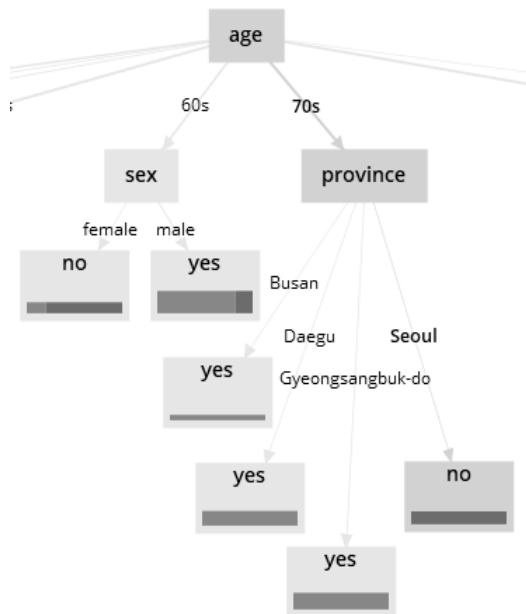 age
s
60s
70s
sex
province
female
male
no
yes
Busan
Daegu
Seoul
yes
Gyeongsangbuk-do
yes
no
yes